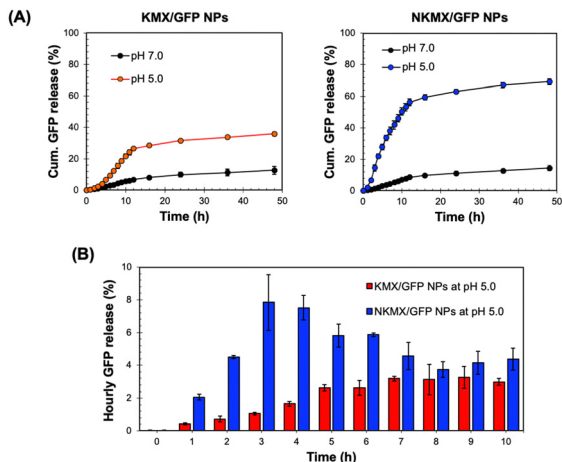 (A)
KMX/GFP NPs
NKMX/GFP NPs
Cum. GFP release (%)
100
80
60
40
20
0
pH 7.0
pH 5.0
0 10 20 30 40 50
Time (h)
Cum. GFP release (%)
100
80
60
40
20
0
pH 7.0
pH 5.0
0 10 20 30 40 50
Time (h)
(B)
Hourly GFP release (%)
10
8
6
4
2
0
KMX/GFP NPs at pH 5.0
NKMX/GFP NPs at pH 5.0
0 1 2 3 4 5 6 7 8 9 10
Time (h)